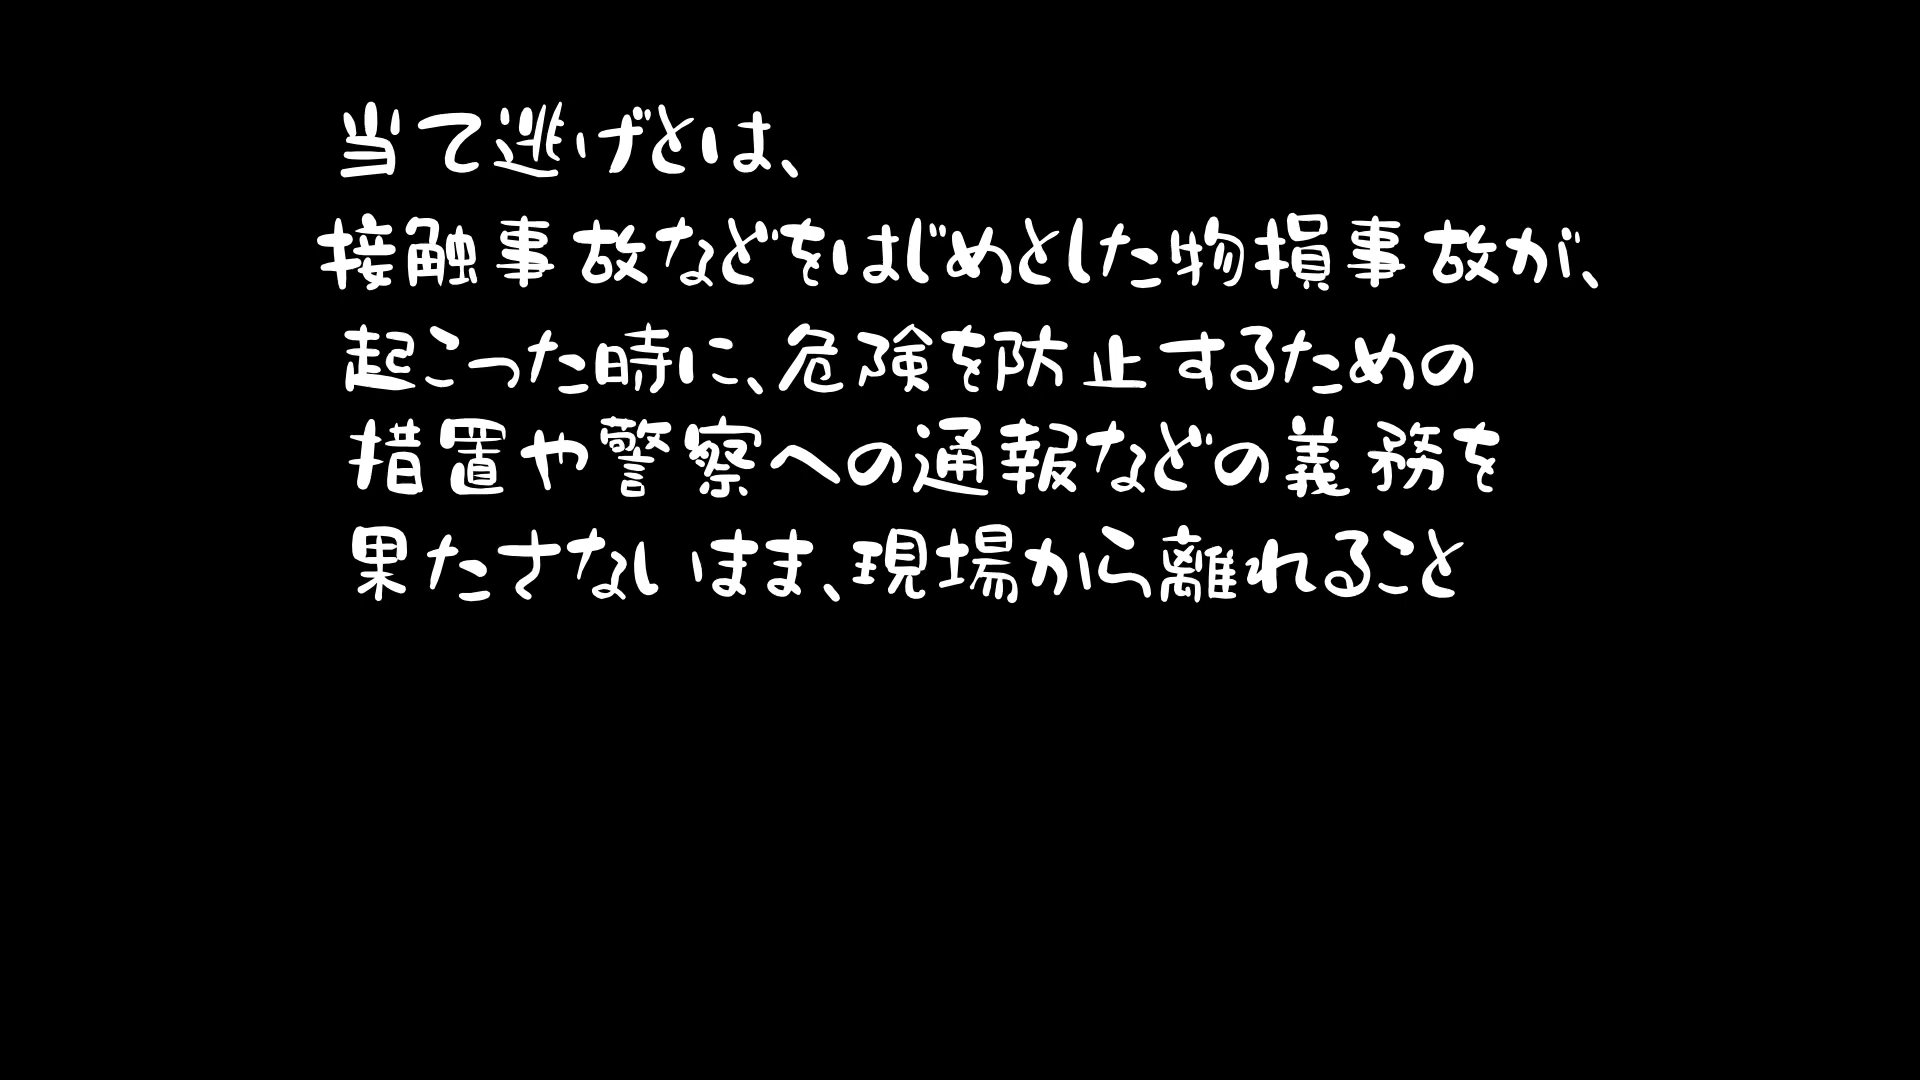 当て逃げとは、
接触事故などをはじめとした物損事故が、
起こった時に、危険を防止するための
措置や警察への通報などの義務を
果たさないまま、現場から離れること